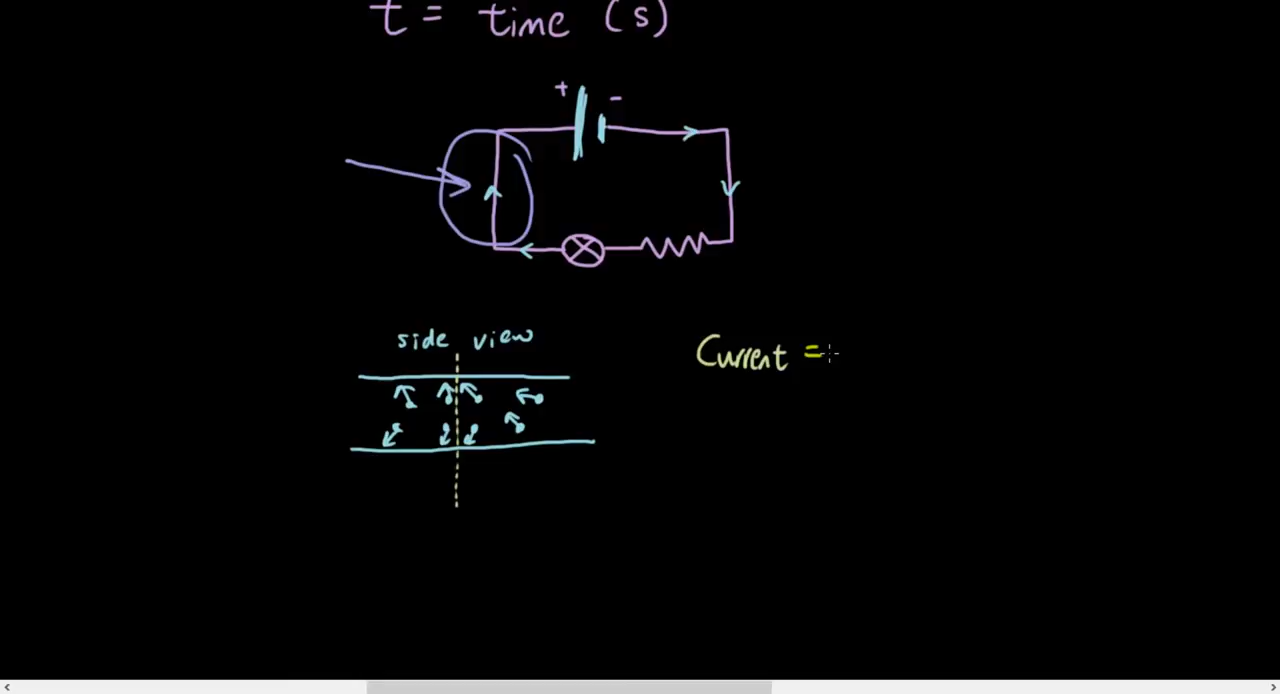 t = time (s)
+ -
side view
Current =